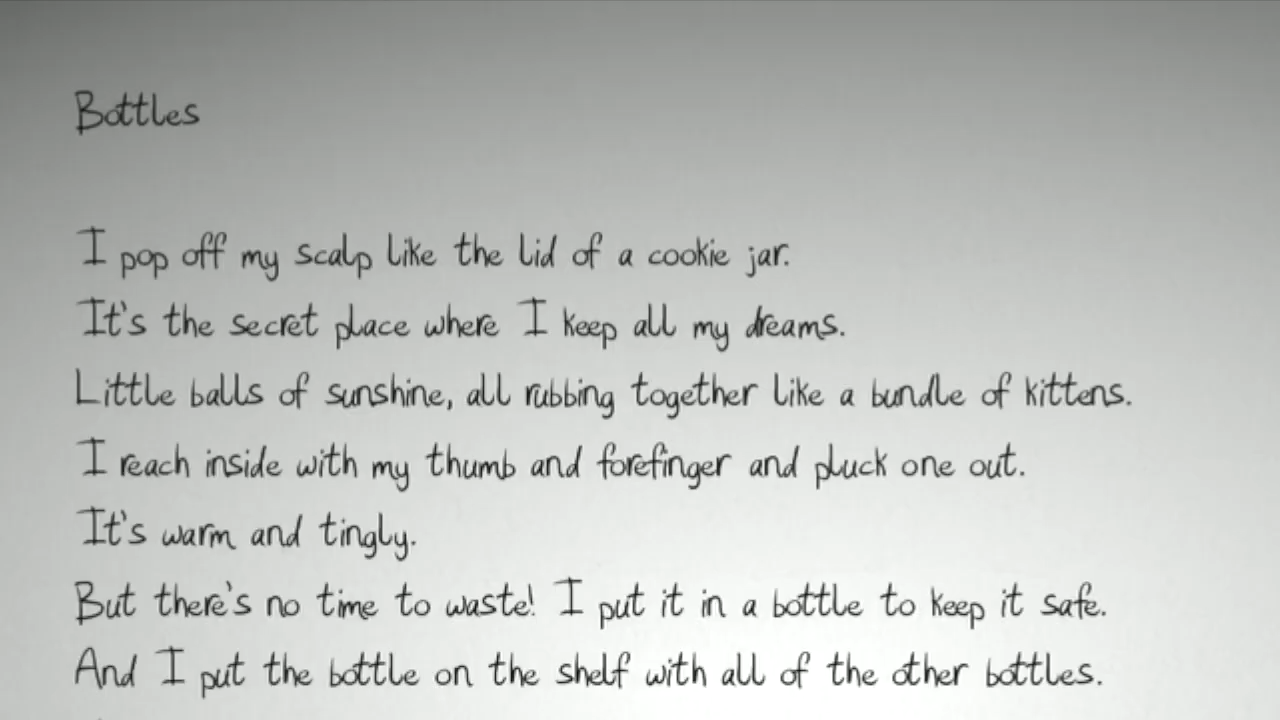 Bottles
I pop off my scalp like the lid of a cookie jar.
It's the secret place where I keep all my dreams.
Little balls of sunshine, all rubbing together like a bundle of kittens.
I reach inside with my thumb and forefinger and pluck one out.
It's warm and tingly.
But there's no time to waste! I put it in a bottle to keep it safe.
And I put the bottle on the shelf with all of the other bottles.